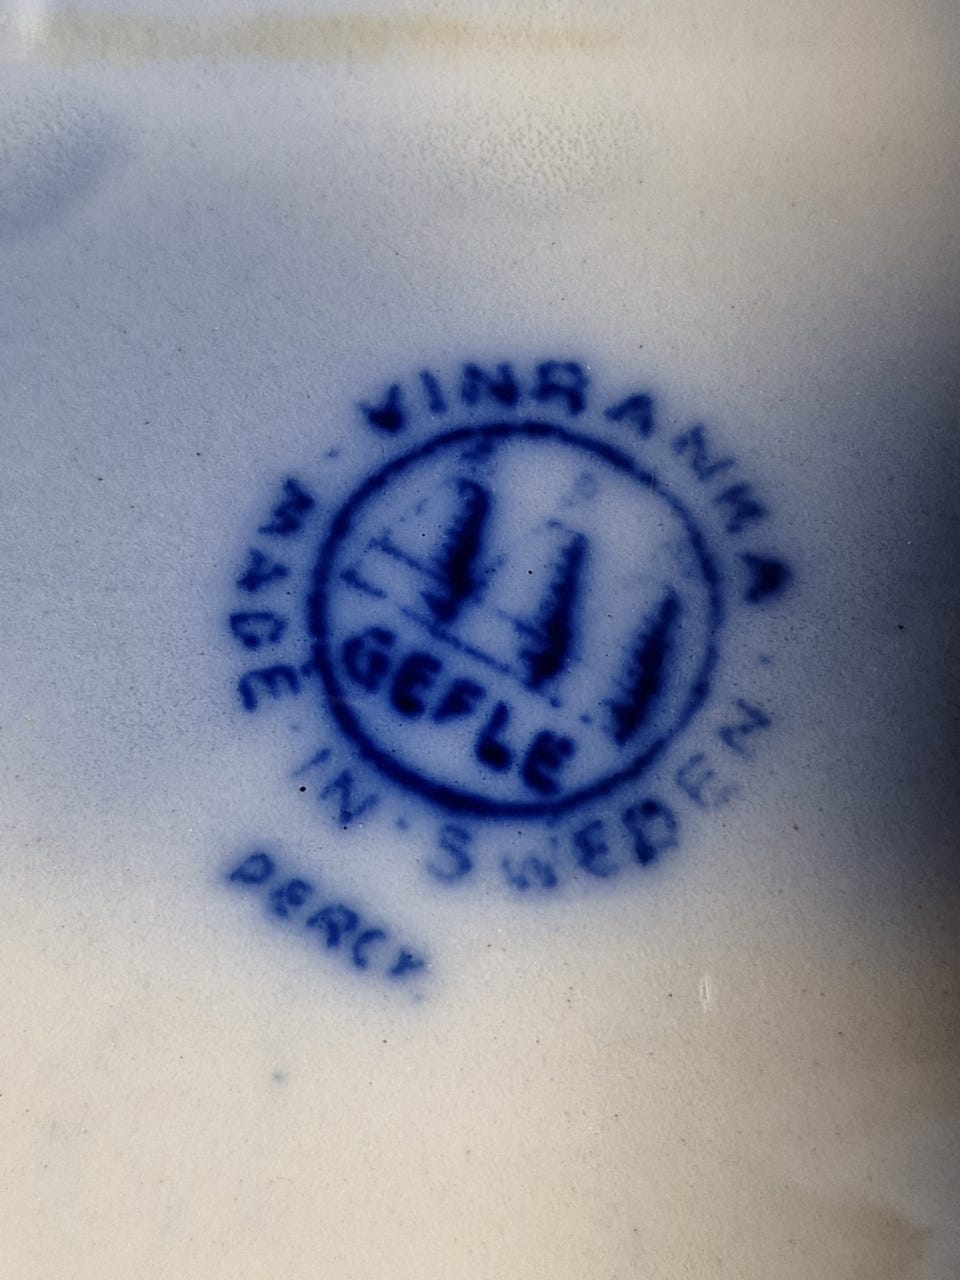 VINRANKA
GEFLE
MADE · IN · SWEDEN
PERCY